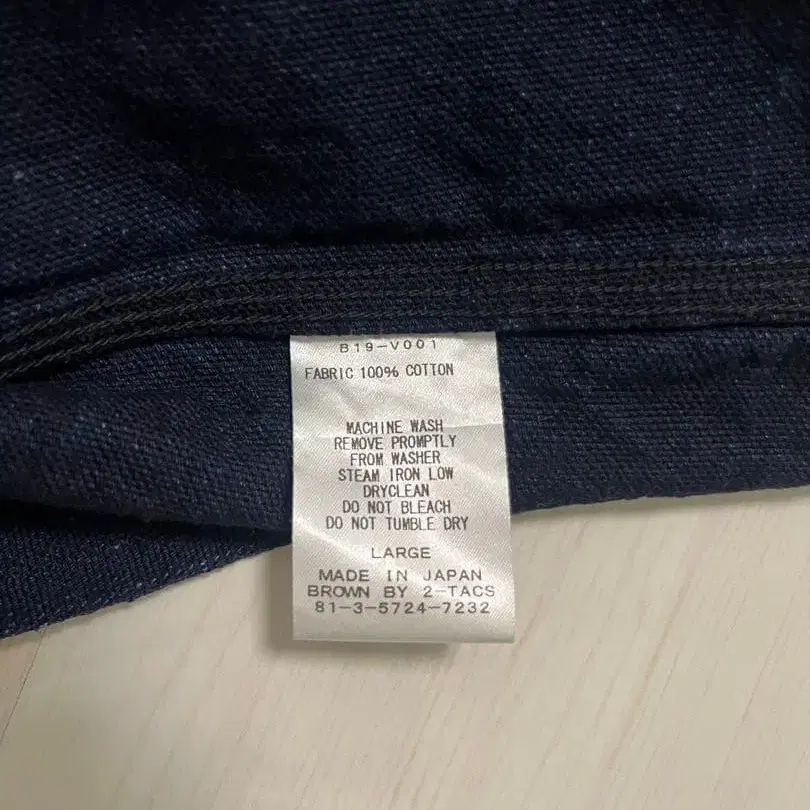 B19-V001
FABRIC 100% COTTON
MACHINE WASH
REMOVE PROMPTLY
FROM WASHER
STEAM IRON LOW
DRYCLEAN
DO NOT BLEACH
DO NOT TUMBLE DRY
LARGE
MADE IN JAPAN
BROWN BY 2-TACS
81-3-5724-7232